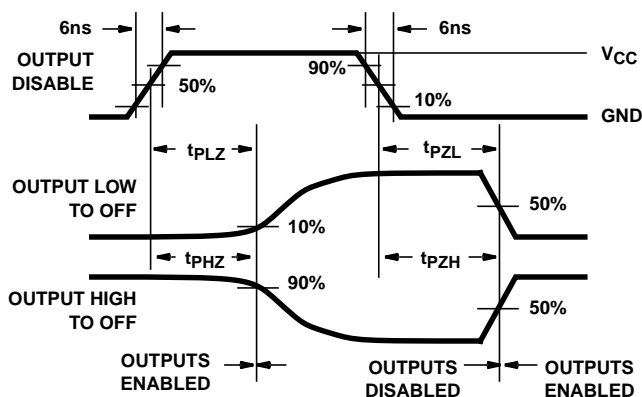 6ns
6ns
OUTPUT
DISABLE
50%
90%
10%
VCC
GND
tPLZ
tPZL
OUTPUT LOW
TO OFF
10%
50%
tPHZ
tPZH
OUTPUT HIGH
TO OFF
90%
50%
OUTPUTS
ENABLED
OUTPUTS
DISABLED
OUTPUTS
ENABLED